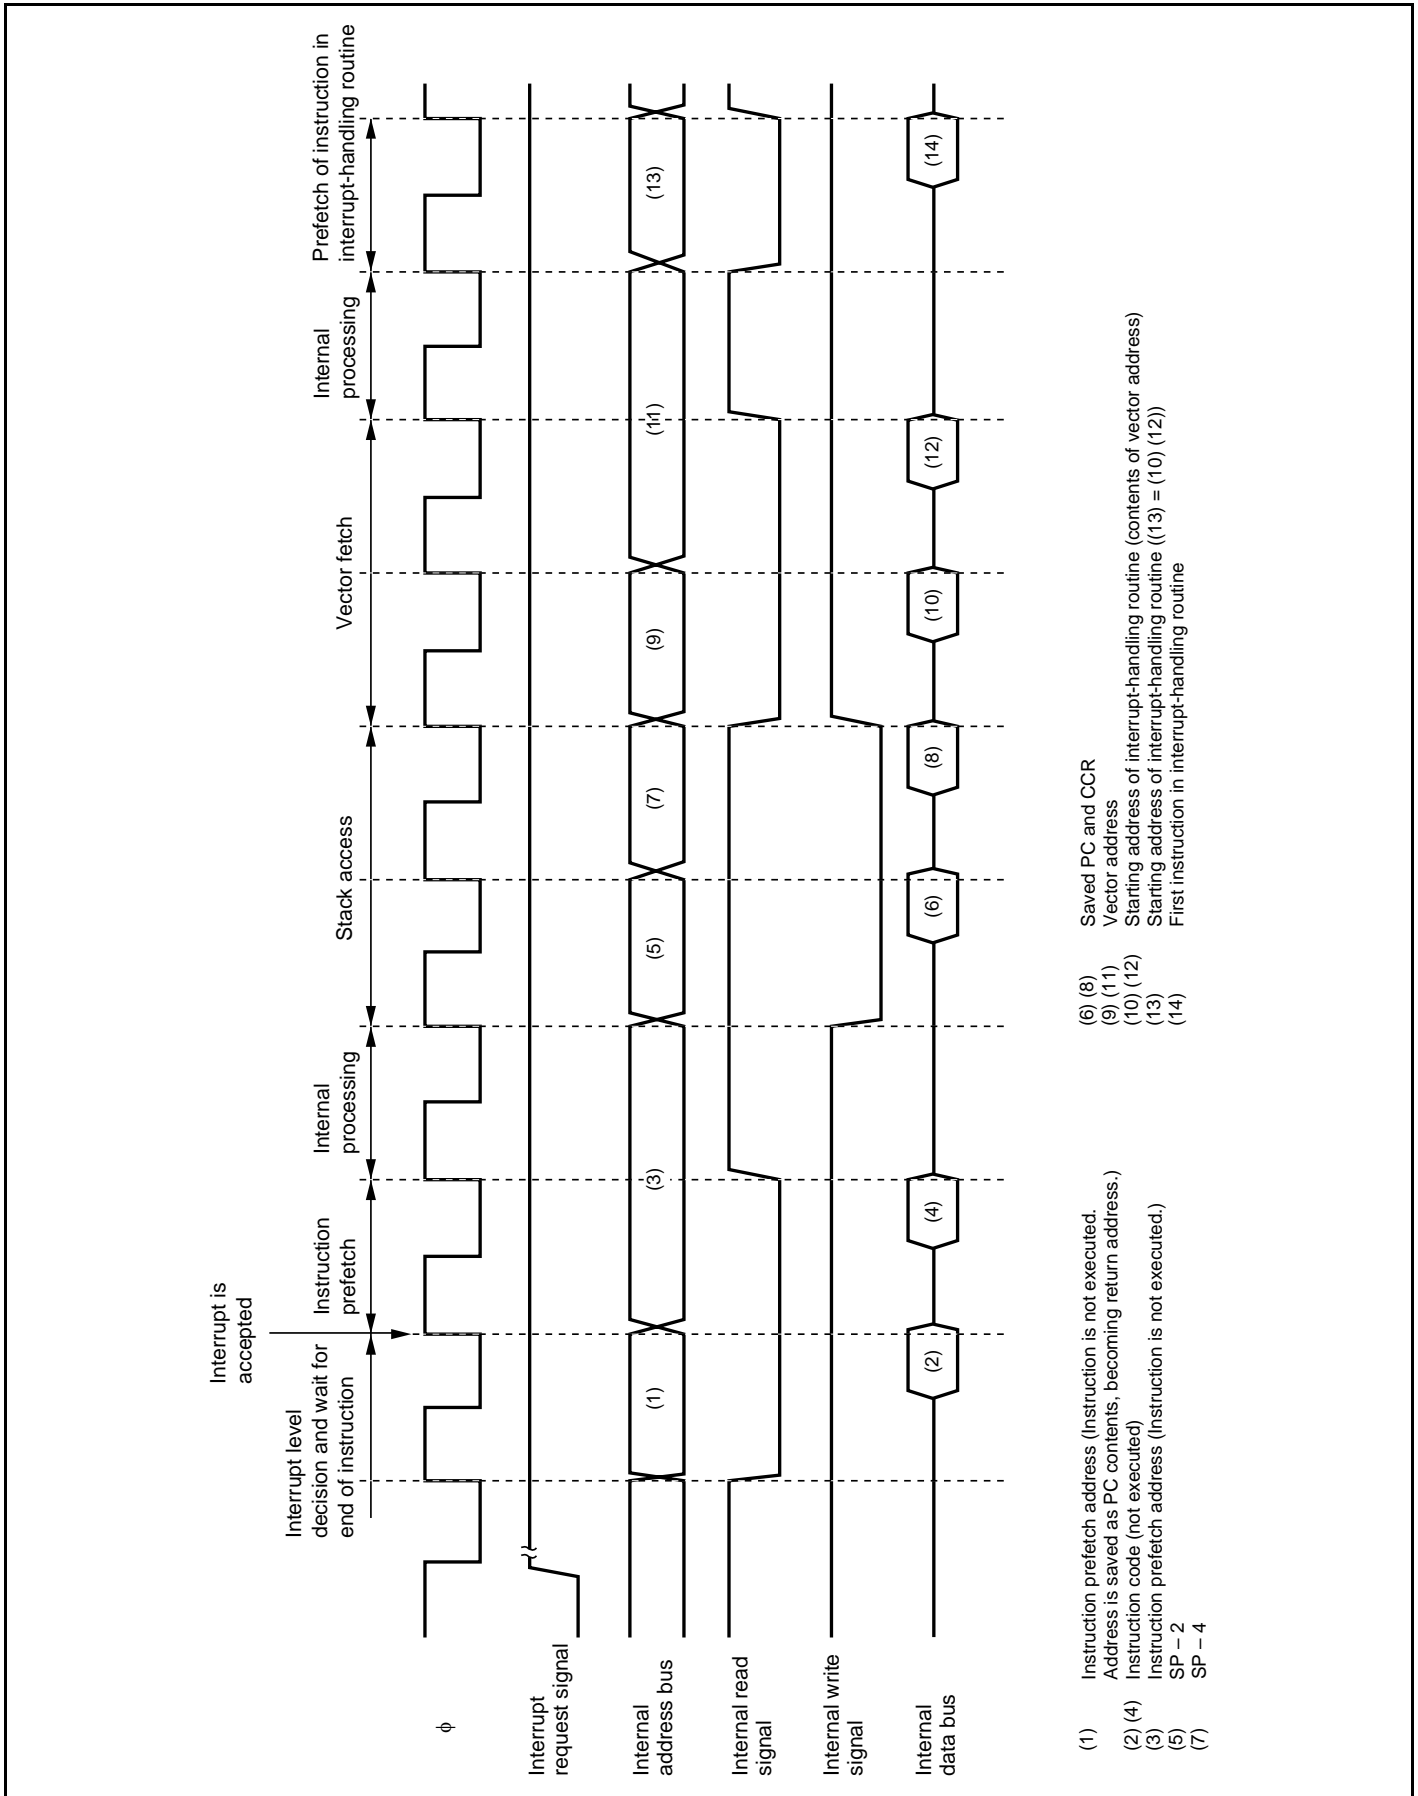 Interrupt is
accepted
Interrupt level
decision and wait for
end of instruction
Instruction
prefetch
Internal
processing
Stack access
Vector fetch
Internal
processing
Prefetch of instruction in
interrupt-handling routine
φ
Interrupt
request signal
Internal
address bus
(1)
(3)
(5)
(7)
(9)
(11)
(13)
Internal read
signal
Internal write
signal
Internal
data bus
(2)
(4)
(6)
(8)
(10)
(12)
(14)
(1) Instruction prefetch address (Instruction is not executed.
Address is saved as PC contents, becoming return address.)
(2) (4) Instruction code (not executed)
(3) Instruction prefetch address (Instruction is not executed.)
(5) SP – 2
(7) SP – 4
(6) (8) Saved PC and CCR
(9) (11) Vector address
(10) (12) Starting address of interrupt-handling routine (contents of vector address)
(13) Starting address of interrupt-handling routine ((13) = (10) (12))
(14) First instruction in interrupt-handling routine